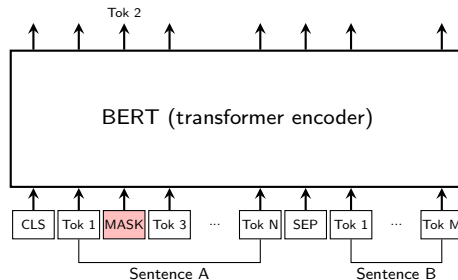 Tok 2
BERT (transformer encoder)
CLS Tok 1 MASK Tok 3 ... Tok N SEP Tok 1 ... Tok M
Sentence A Sentence B